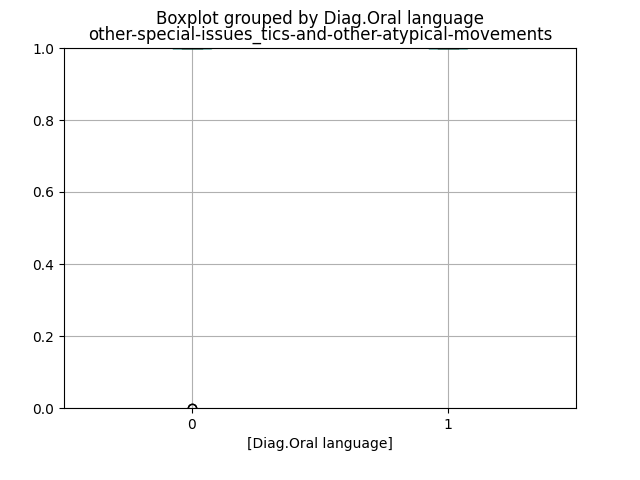 Boxplot grouped by Diag.Oral language
other-special-issues_tics-and-other-atypical-movements
1.0
0.8
0.6
0.4
0.2
0.0
0 1
[Diag.Oral language]